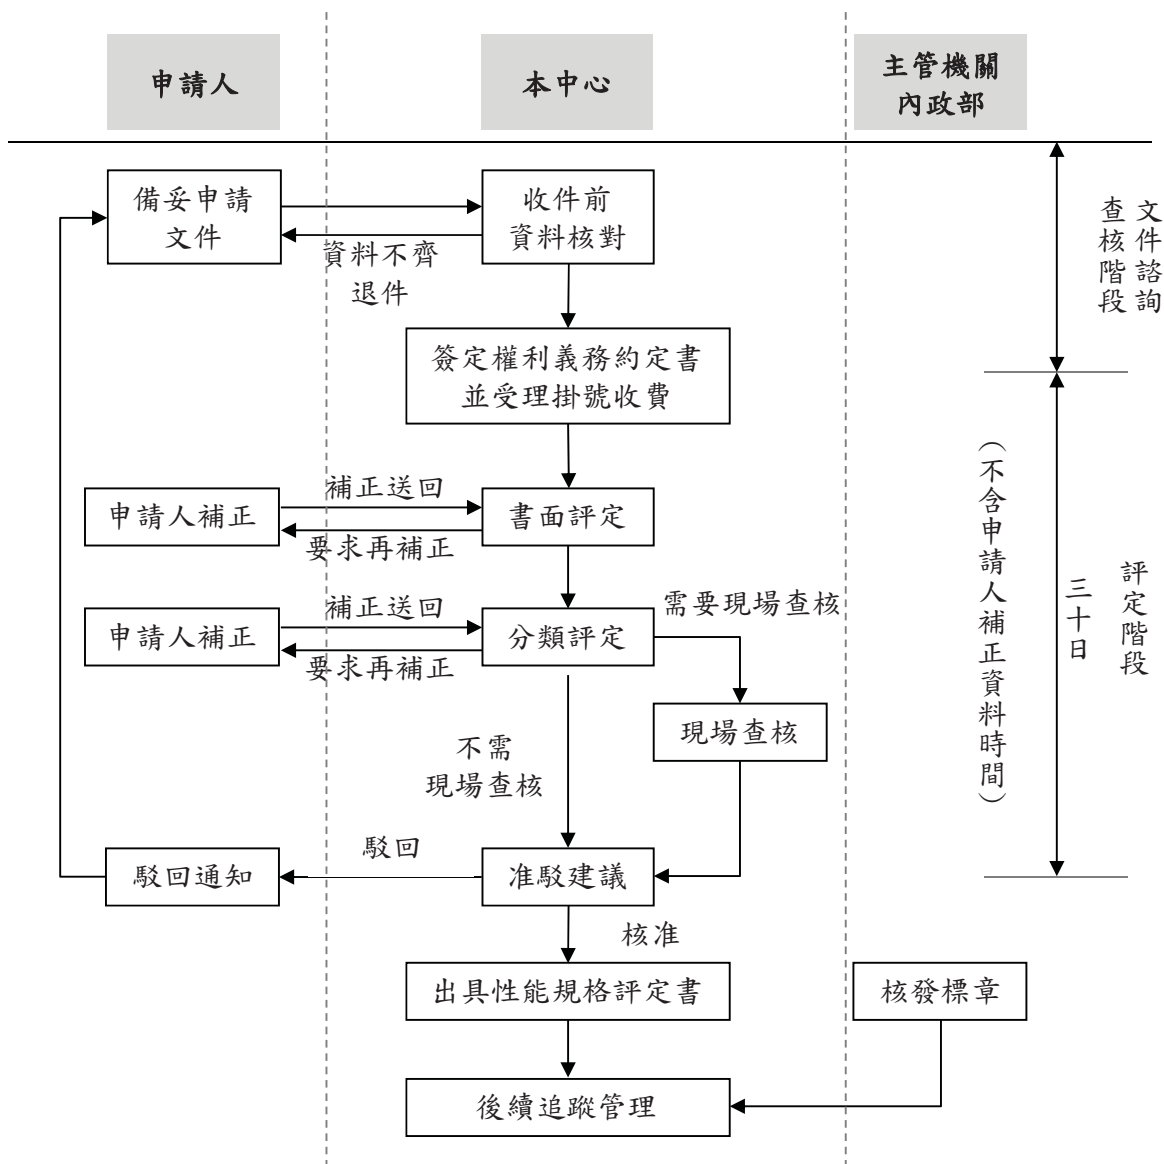 申請人
本中心
主管機關
內政部
備妥申請
文件
收件前
資料核對
資料不齊
退件
文件諮詢
查核階段
簽定權利義務約定書
並受理掛號收費
補正送回
申請人補正
書面評定
要求再補正
補正送回
申請人補正
分類評定
要求再補正
需要現場查核
現場查核
不需
現場查核
評定階段
三十日
（不含申請人補正資料時間）
駁回
駁回通知
准駁建議
核准
出具性能規格評定書
核發標章
後續追蹤管理